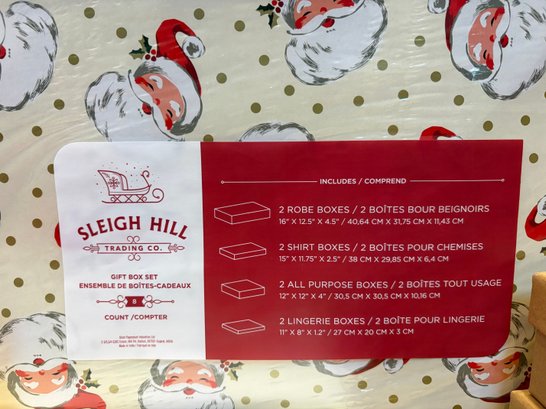 SLEIGH HILL
TRADING CO.
GIFT BOX SET
ENSEMBLE DE BOÎTES-CADEAUX
8
COUNT /COMPTER
INCLUDES / COMPREND
2 ROBE BOXES / 2 BOÎTES BOUR BEIGNOIRS
16" X 12.5" X 4.5" / 40,64 CM X 31,75 CM X 11,43 CM
2 SHIRT BOXES / 2 BOÎTES POUR CHEMISES
15" X 11.75" X 2.5" / 38 CM X 29,85 CM X 6,4 CM
2 ALL PURPOSE BOXES / 2 BOÎTES TOUT USAGE
12" X 12" X 4" / 30,5 CM X 30,5 CM X 10,16 CM
2 LINGERIE BOXES / 2 BOÎTE POUR LINGERIE
11" X 8" X 1.2" / 27 CM X 20 CM X 3 CM